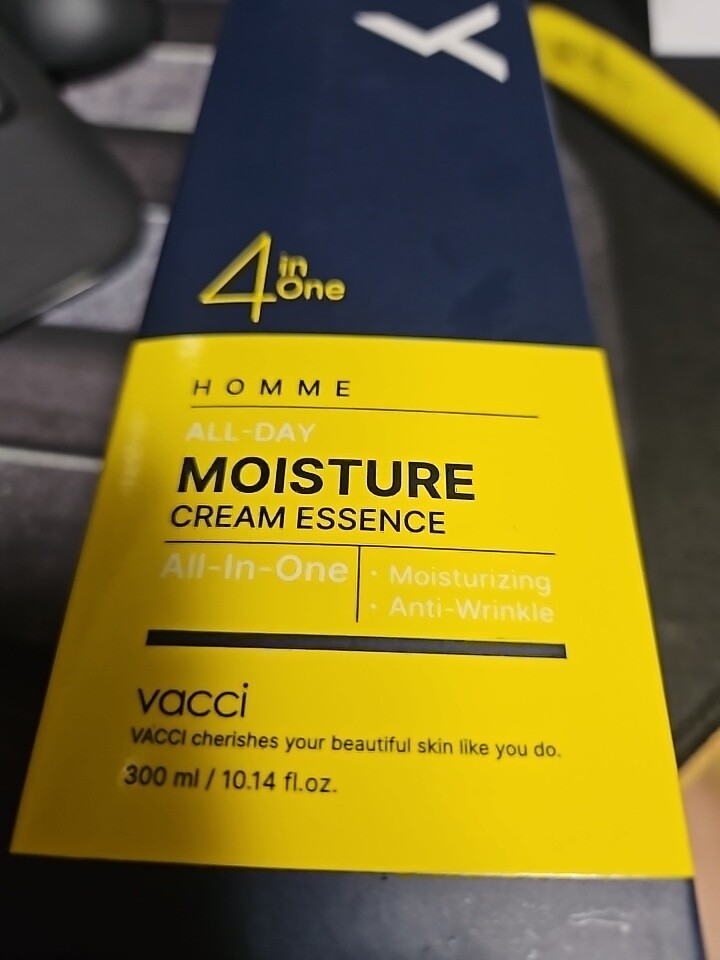 4 in One
HOMME
ALL-DAY
MOISTURE
CREAM ESSENCE
All-In-One
· Moisturizing
· Anti-Wrinkle
vacci
VACCI cherishes your beautiful skin like you do.
300 ml / 10.14 fl.oz.